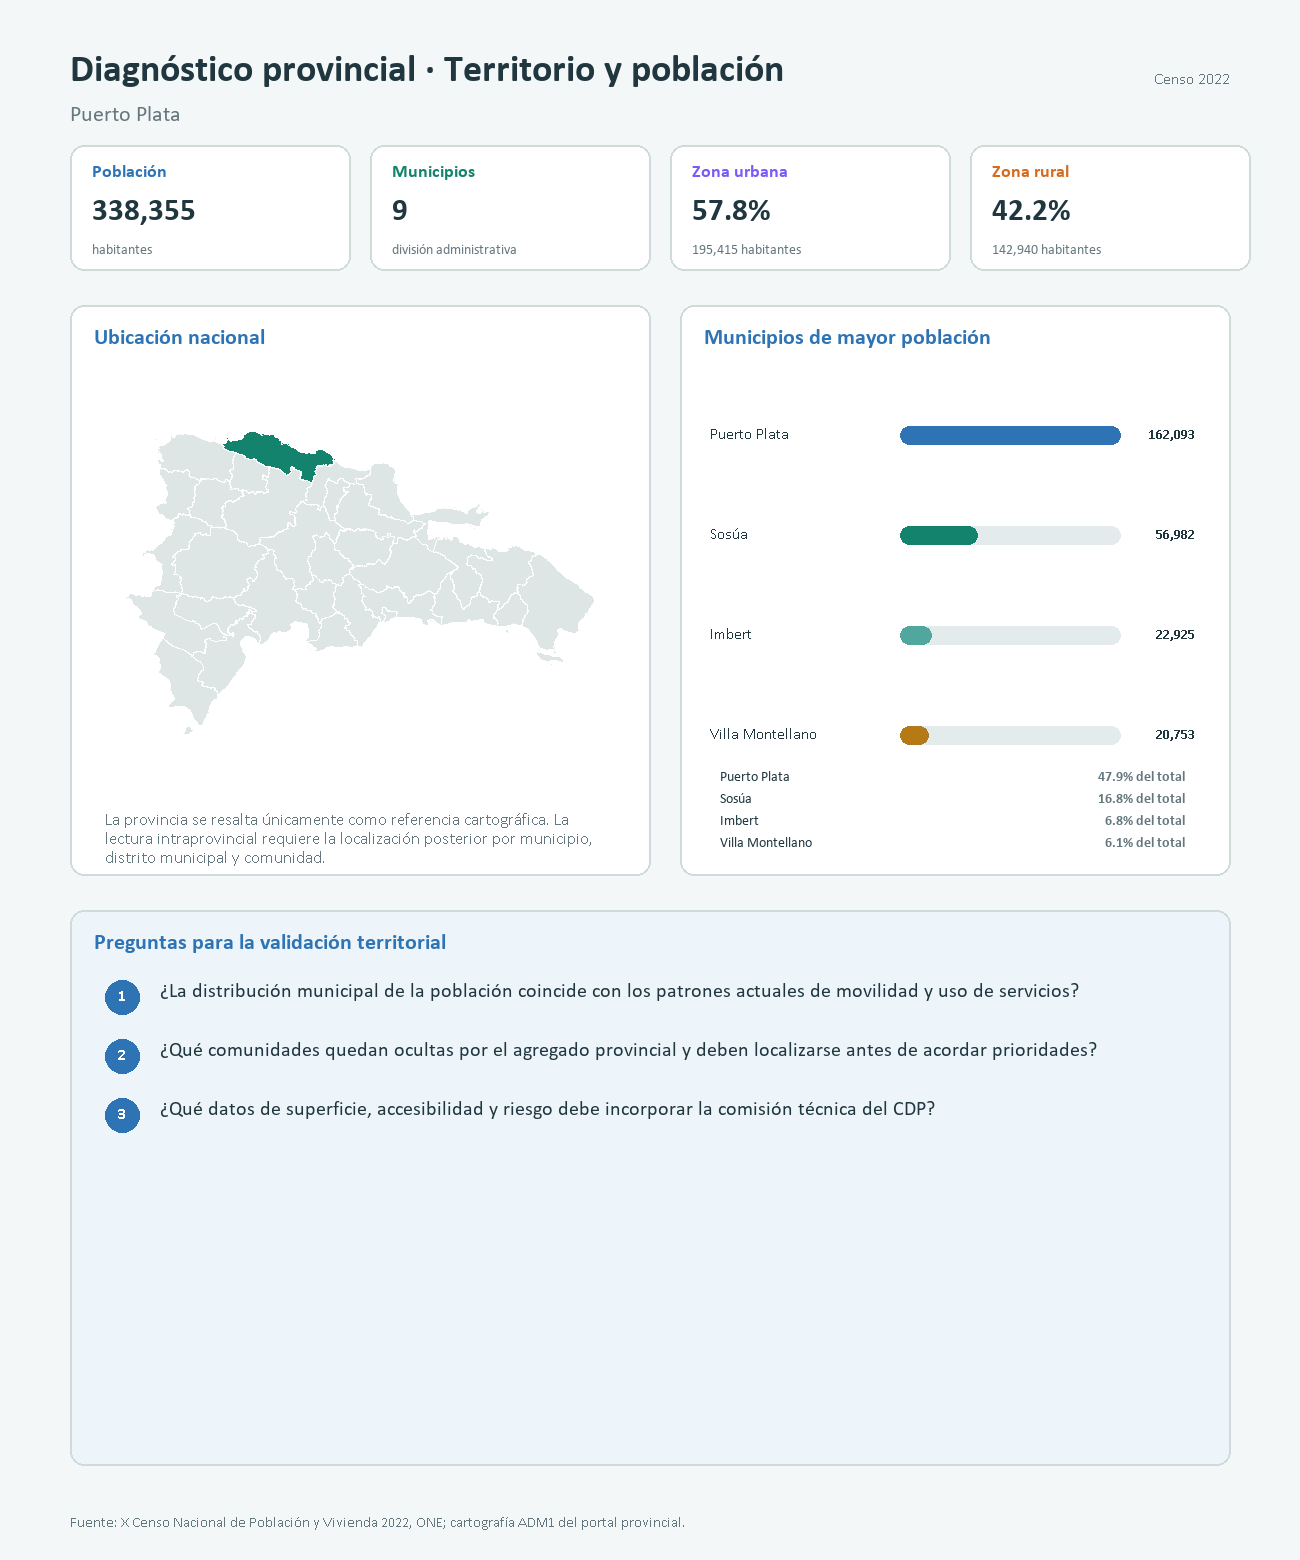 Diagnóstico provincial · Territorio y población
Censo 2022
Puerto Plata
Población
338,355
habitantes
Municipios
9
división administrativa
Zona urbana
57.8%
195,415 habitantes
Zona rural
42.2%
142,940 habitantes
Ubicación nacional
La provincia se resalta únicamente como referencia cartográfica. La
lectura intraprovincial requiere la localización posterior por municipio,
distrito municipal y comunidad.
Municipios de mayor población
Puerto Plata 162,093
Sosúa 56,982
Imbert 22,925
Villa Montellano 20,753
Puerto Plata 47.9% del total
Sosúa 16.8% del total
Imbert 6.8% del total
Villa Montellano 6.1% del total
Preguntas para la validación territorial
1 ¿La distribución municipal de la población coincide con los patrones actuales de movilidad y uso de servicios?
2 ¿Qué comunidades quedan ocultas por el agregado provincial y deben localizarse antes de acordar prioridades?
3 ¿Qué datos de superficie, accesibilidad y riesgo debe incorporar la comisión técnica del CDP?
Fuente: X Censo Nacional de Población y Vivienda 2022, ONE; cartografía ADM1 del portal provincial.